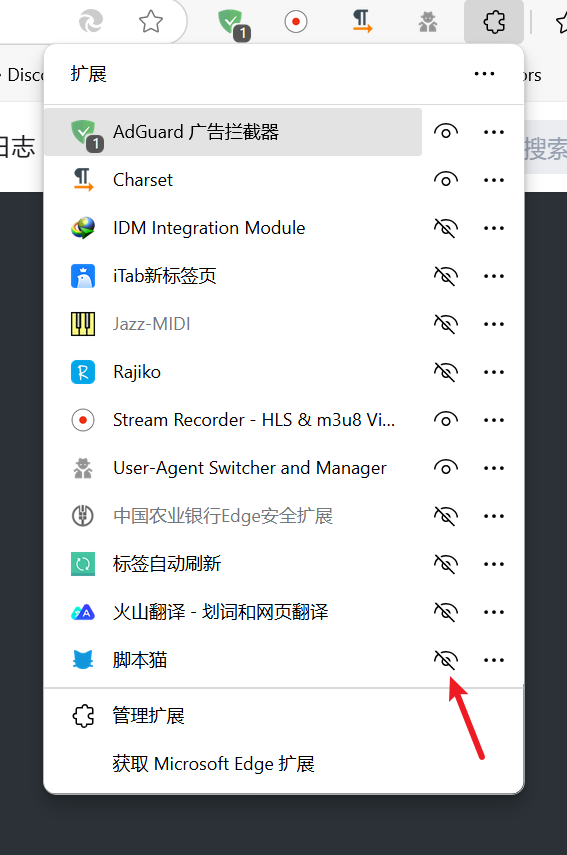 1
Disco
ors
扩展
日志
搜索
AdGuard 广告拦截器
1
Charset
IDM Integration Module
iTab新标签页
Jazz-MIDI
Rajiko
Stream Recorder - HLS & m3u8 Vi...
User-Agent Switcher and Manager
中国农业银行Edge安全扩展
标签自动刷新
火山翻译 - 划词和网页翻译
脚本猫
管理扩展
获取 Microsoft Edge 扩展